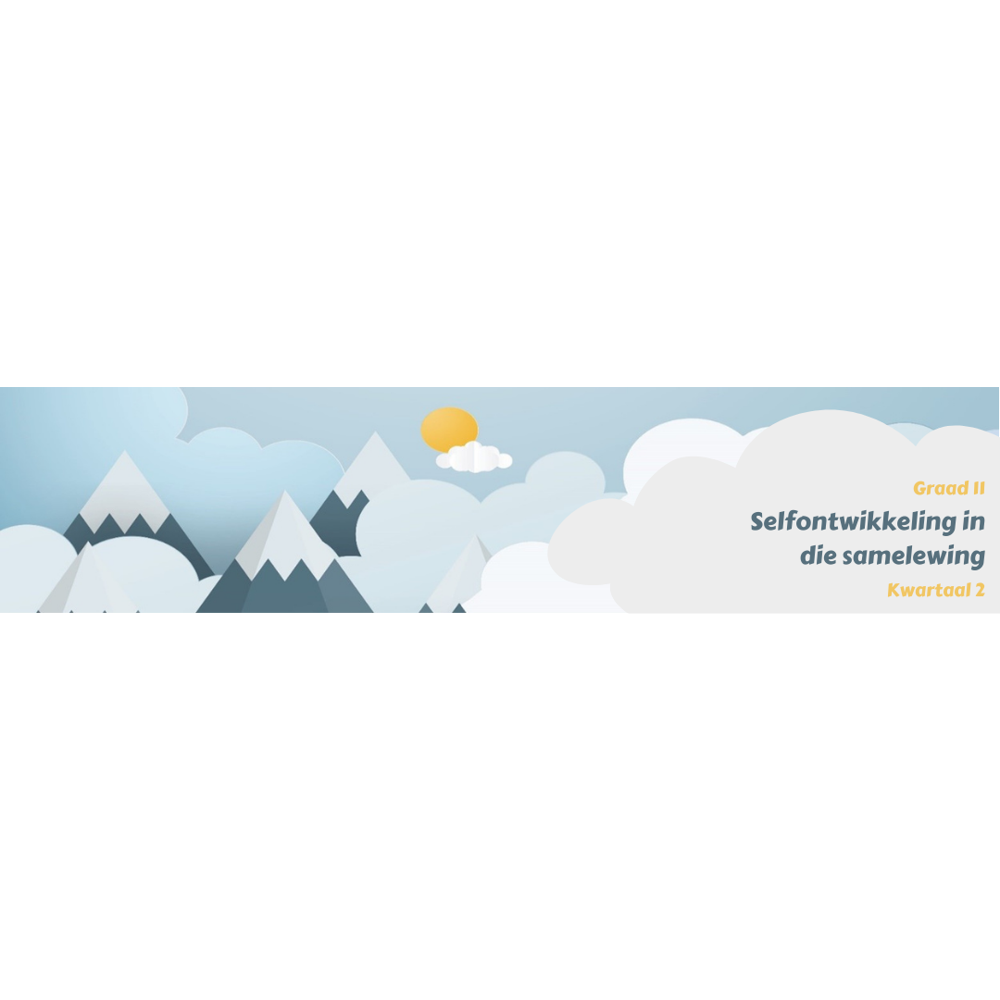 Graad 11
Selfontwikkeling in
die samelewing
Kwartaal 2